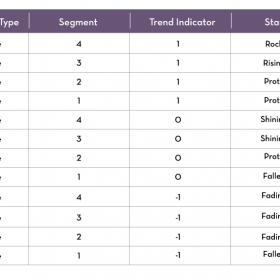 Type Segment Trend Indicator Sta
e 4 1 Rock
e 3 1 Risin
e 2 1 Prot
e 1 1 Prot
e 4 0 Shinin
e 3 0 Shinin
e 2 0 Prot
e 1 0 Falle
e 4 -1 Fadin
e 3 -1 Fadin
e 2 -1 Fadin
e 1 -1 Falle